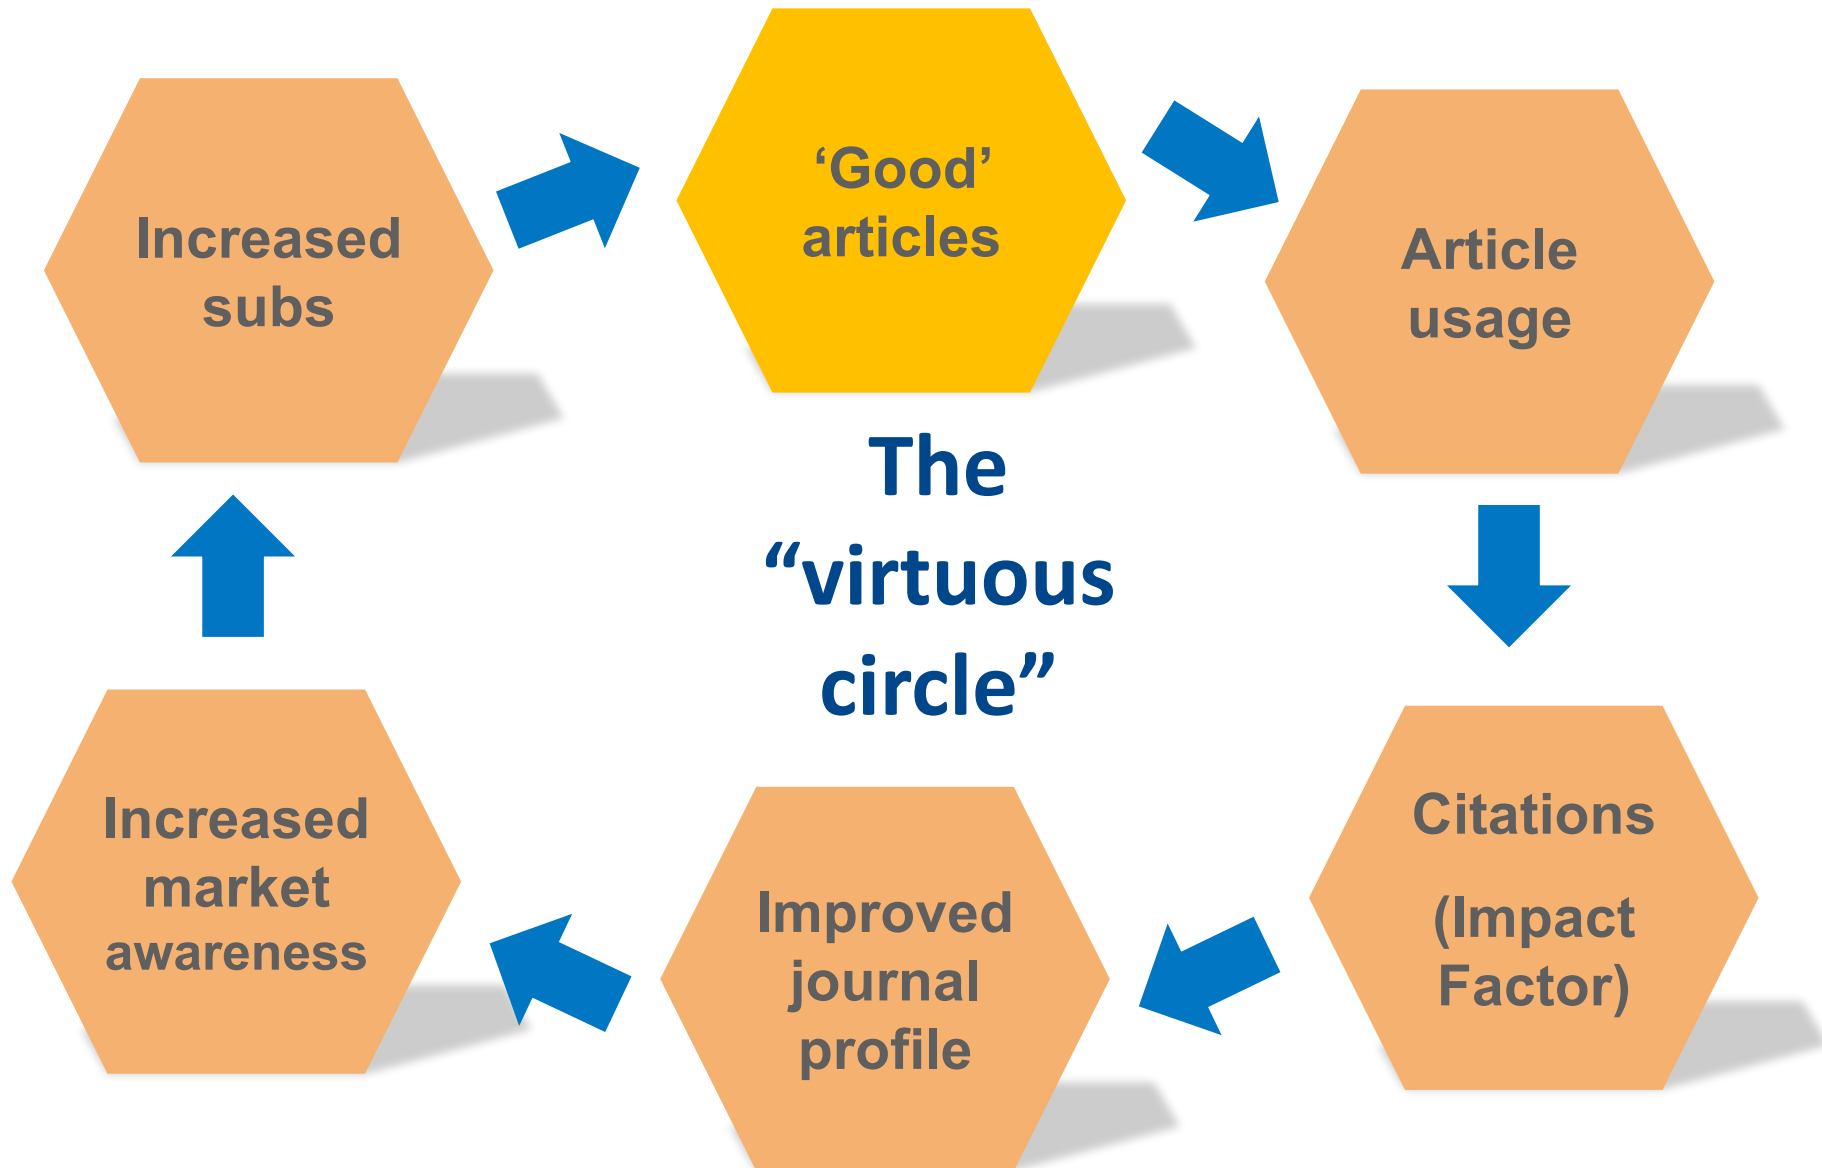 ‘Good’
articles
Article
usage
Citations
(Impact
Factor)
Improved
journal
profile
Increased
market
awareness
Increased
subs
The
“virtuous
circle”